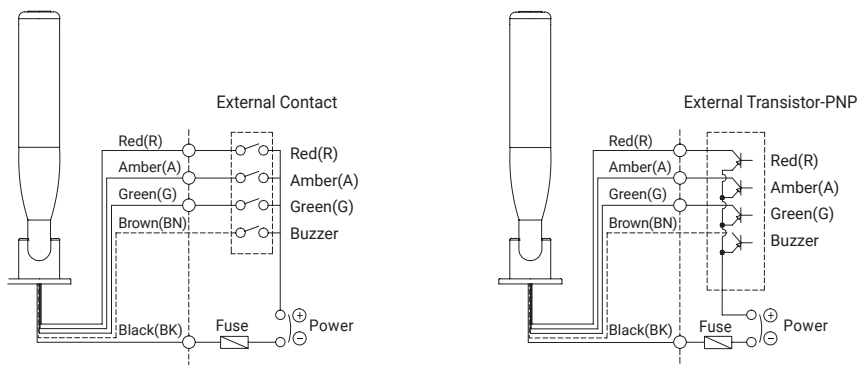 External Contact
Red(R)
Amber(A)
Green(G)
Brown(BN)
Red(R)
Amber(A)
Green(G)
Buzzer
Black(BK)
Fuse
+
Power
−
External Transistor-PNP
Red(R)
Amber(A)
Green(G)
Brown(BN)
Red(R)
Amber(A)
Green(G)
Buzzer
Black(BK)
Fuse
+
Power
−